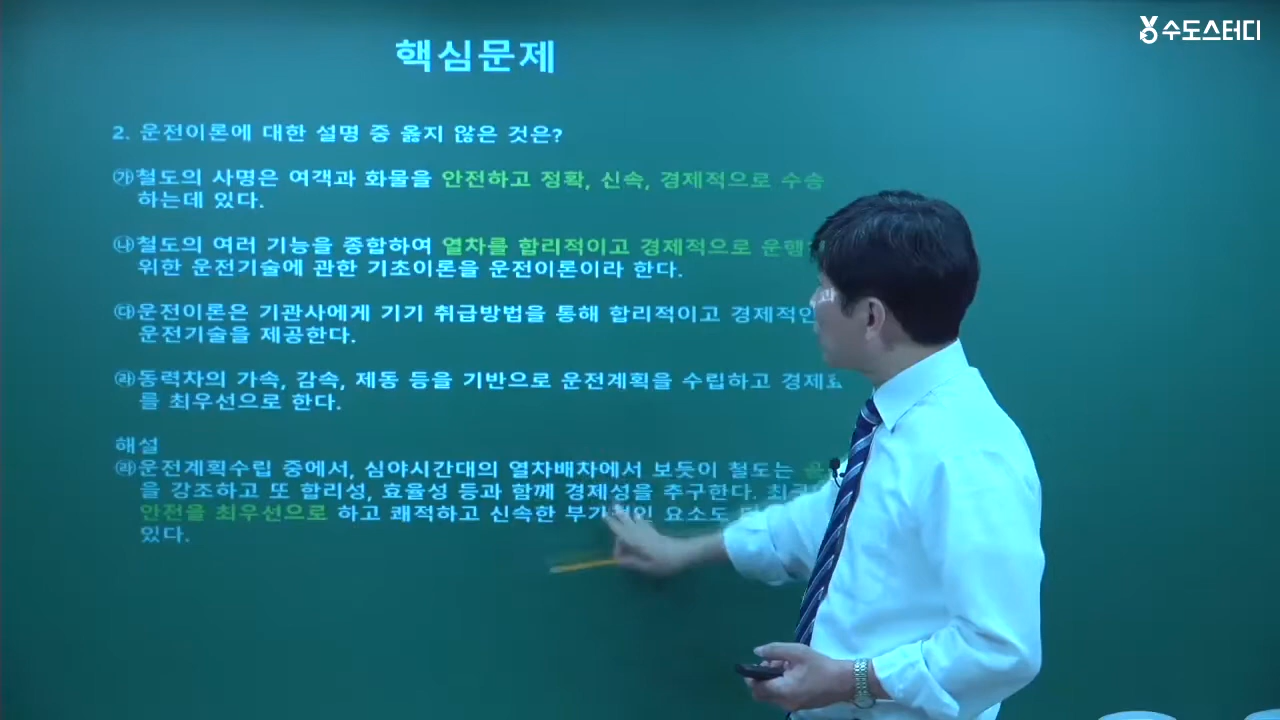 수도스터디
핵심문제
2. 운전이론에 대한 설명 중 옳지 않은 것은?
㉮철도의 사명은 여객과 화물을 안전하고 정확, 신속, 경제적으로 수송
하는데 있다.
㉯철도의 여러 기능을 종합하여 열차를 합리적이고 경제적으로 운행
위한 운전기술에 관한 기초이론을 운전이론이라 한다.
㉰운전이론은 기관사에게 기기 취급방법을 통해 합리적이고 경제적인
운전기술을 제공한다.
㉱동력차의 가속, 감속, 제동 등을 기반으로 운전계획을 수립하고
를 최우선으로 한다.
해설
㉱운전계획수립 중에서, 심야시간대의 열차배차에서 보듯이 철도는
을 강조하고 또 합리성, 효율성 등과 함께 경제성을 추구한다.
안전을 최우선으로 하고 쾌적하고 신속한 요소도
있다.